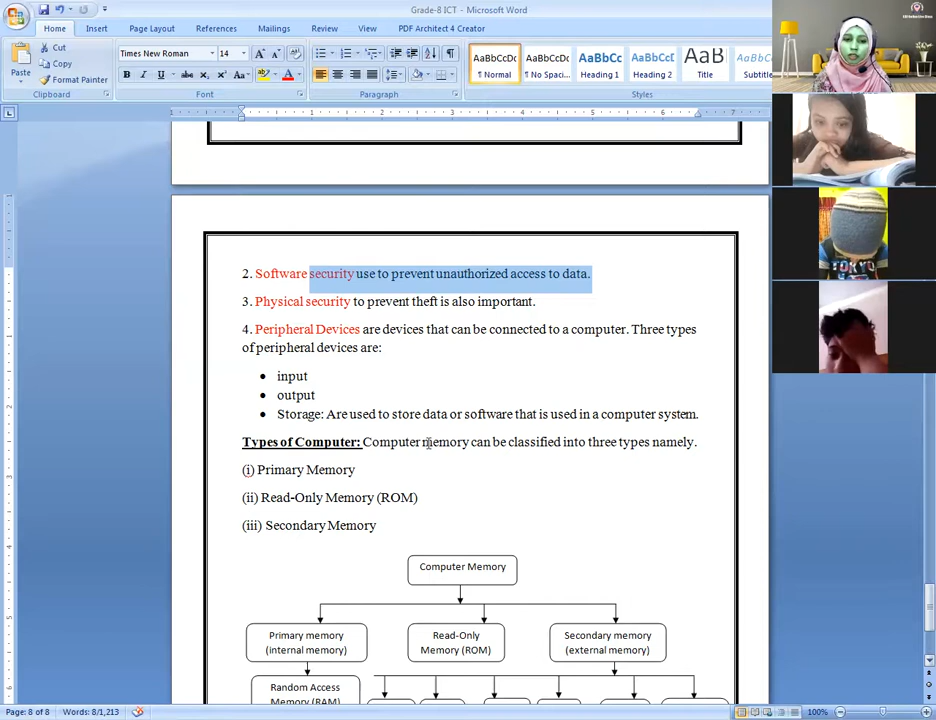 Grade-8 ICT - Microsoft Word
Home Insert Page Layout References Mailings Review View PDF Architect 4 Creator
Cut
Copy
Format Painter
Paste
Clipboard
Times New Roman 14
Font
Paragraph
AaBbCcDc AaBbCcDc AaBbC AaBbCc AaB AaBbCc
¶ Normal ¶ No Spaci... Heading 1 Heading 2 Title Subtitle
Styles
2. Software security use to prevent unauthorized access to data.
3. Physical security to prevent theft is also important.
4. Peripheral Devices are devices that can be connected to a computer. Three types
of peripheral devices are:
• input
• output
• Storage: Are used to store data or software that is used in a computer system.
Types of Computer: Computer memory can be classified into three types namely.
(i) Primary Memory
(ii) Read-Only Memory (ROM)
(iii) Secondary Memory
Computer Memory
Primary memory
(internal memory)
Read-Only
Memory (ROM)
Secondary memory
(external memory)
Random Access
Memory (RAM)
Page: 8 of 8 Words: 8/1,213 100%